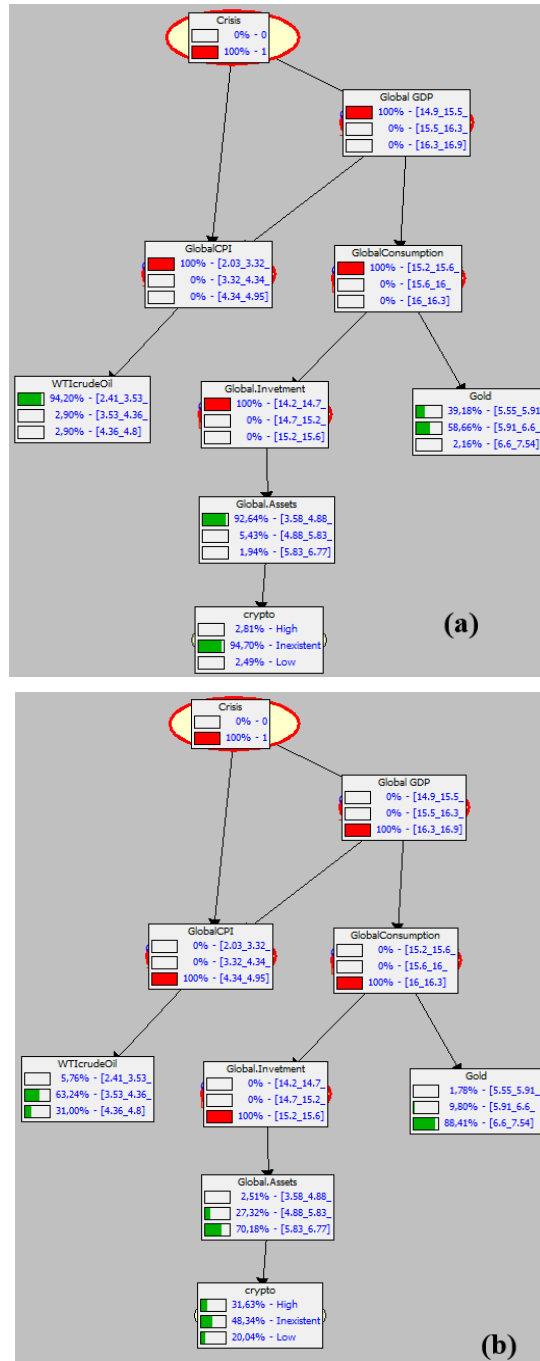 Crisis
0% - 0
100% - 1
Global GDP
100% - [14.9_15.5_
0% - [15.5_16.3_
0% - [16.3_16.9]
GlobalCPI
100% - [2.03_3.32_
0% - [3.32_4.34_
0% - [4.34_4.95]
GlobalConsumption
100% - [15.2_15.6_
0% - [15.6_16_
0% - [16_16.3]
WTIcrudeOil
94,20% - [2.41_3.53_
2,90% - [3.53_4.36_
2,90% - [4.36_4.8]
Global.Invetment
100% - [14.2_14.7_
0% - [14.7_15.2_
0% - [15.2_15.6]
Gold
39,18% - [5.55_5.91
58,66% - [5.91_6.6_
2,16% - [6.6_7.54]
Global.Assets
92,64% - [3.58_4.88_
5,43% - [4.88_5.83_
1,94% - [5.83_6.77]
crypto
2,81% - High
94,70% - Inexistent
2,49% - Low
(a)
Crisis
0% - 0
100% - 1
Global GDP
0% - [14.9_15.5_
0% - [15.5_16.3_
100% - [16.3_16.9]
GlobalCPI
0% - [2.03_3.32_
0% - [3.32_4.34_
100% - [4.34_4.95]
GlobalConsumption
0% - [15.2_15.6_
0% - [15.6_16_
100% - [16_16.3]
WTIcrudeOil
5,76% - [2.41_3.53_
63,24% - [3.53_4.36_
31,00% - [4.36_4.8]
Global.Invetment
0% - [14.2_14.7_
0% - [14.7_15.2_
100% - [15.2_15.6]
Gold
1,78% - [5.55_5.91_
9,80% - [5.91_6.6_
88,41% - [6.6_7.54]
Global.Assets
2,51% - [3.58_4.88_
27,32% - [4.88_5.83_
70,18% - [5.83_6.77]
crypto
31,63% - High
48,34% - Inexistent
20,04% - Low
(b)